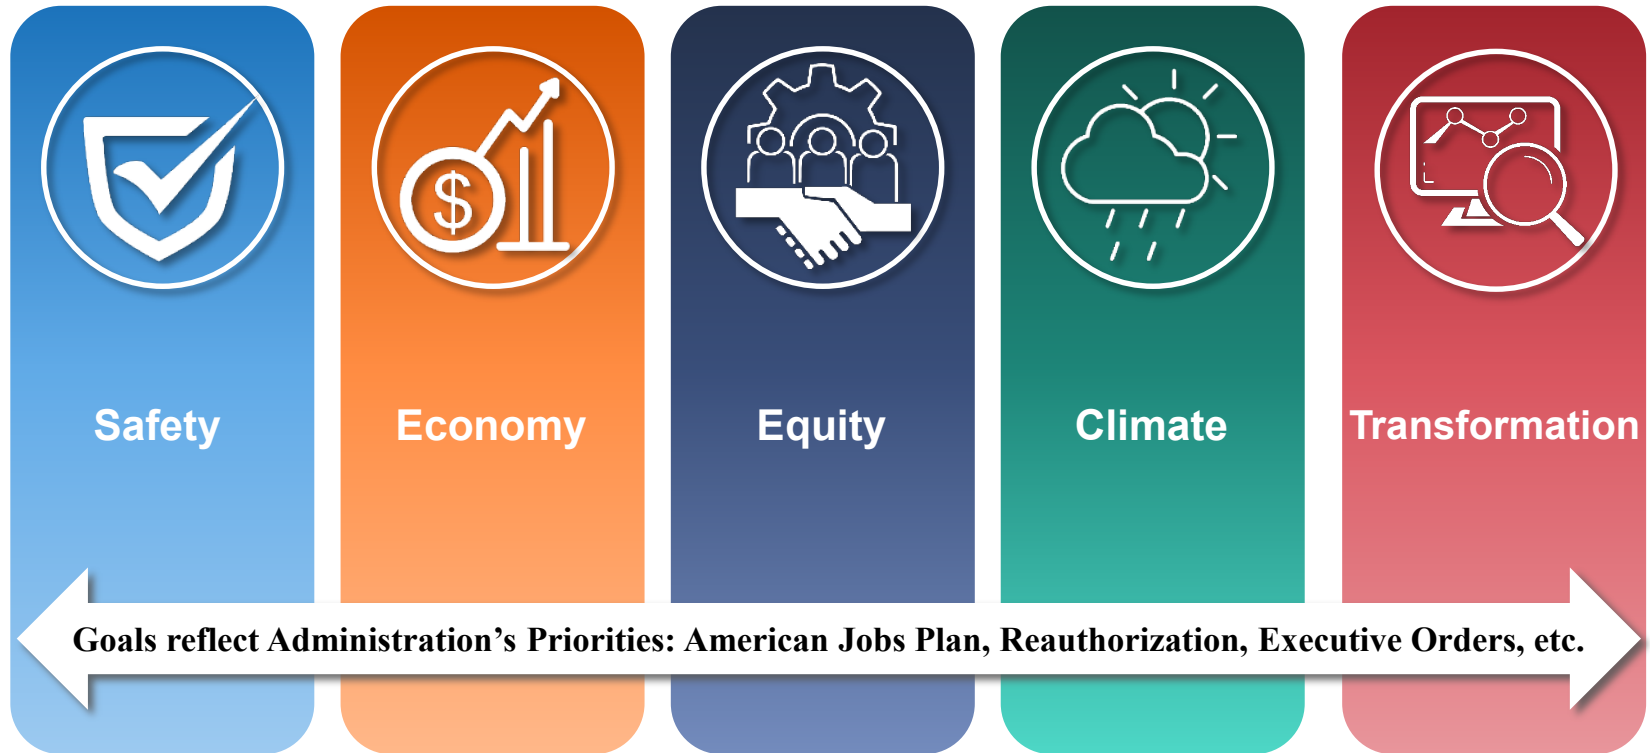 $
Safety
Economy
Equity
Climate
Transformation
Goals reflect Administration’s Priorities: American Jobs Plan, Reauthorization, Executive Orders, etc.